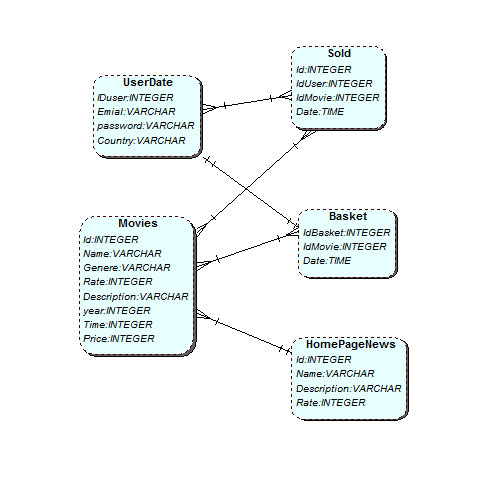 UserDate
IDuser:INTEGER
Emial:VARCHAR
password:VARCHAR
Country:VARCHAR
Sold
Id:INTEGER
IdUser:INTEGER
IdMovie:INTEGER
Date:TIME
Movies
Id:INTEGER
Name:VARCHAR
Genere:VARCHAR
Rate:INTEGER
Description:VARCHAR
year:INTEGER
Time:INTEGER
Price:INTEGER
Basket
IdBasket:INTEGER
IdMovie:INTEGER
Date:TIME
HomePageNews
Id:INTEGER
Name:VARCHAR
Description:VARCHAR
Rate:INTEGER